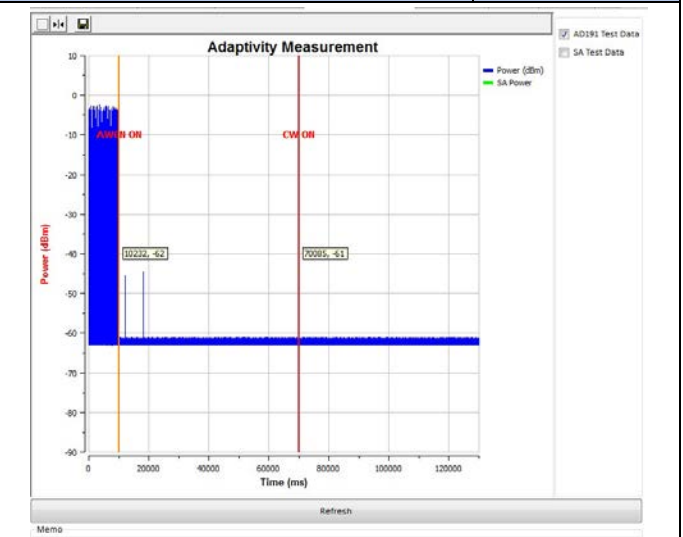 AD191 Test Data
SA Test Data
Adaptivity Measurement
Power (dBm)
SA Power
10
0
-10
-20
-30
-40
-50
-60
-70
-80
-90
Power (dBm)
AWGN ON
CW ON
10232, -62
70085, -61
0 20000 40000 60000 80000 100000 120000
Time (ms)
Refresh
Memo